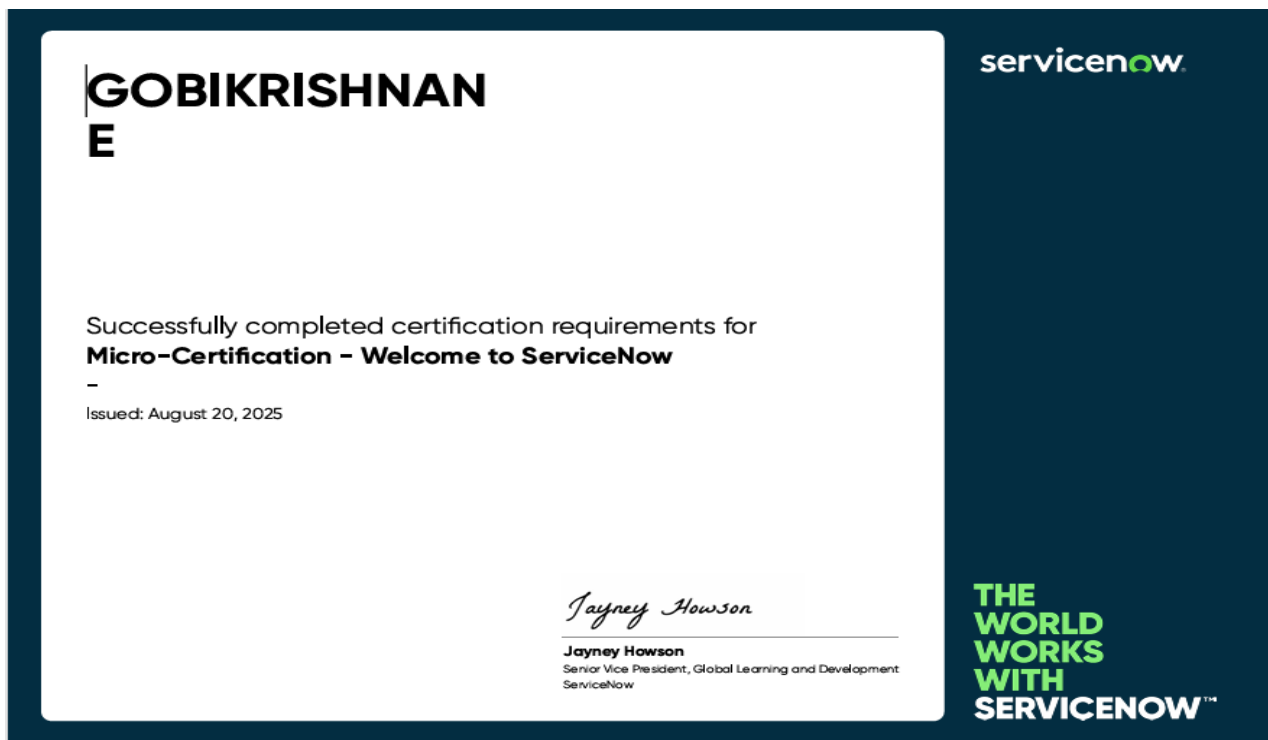 GOBIKRISHNAN
E
Successfully completed certification requirements for
Micro-Certification - Welcome to ServiceNow
-
Issued: August 20, 2025
Jayney Howson
Jayney Howson
Senior Vice President, Global Learning and Development
ServiceNow
servicenow.
THE
WORLD
WORKS
WITH
SERVICENOW™